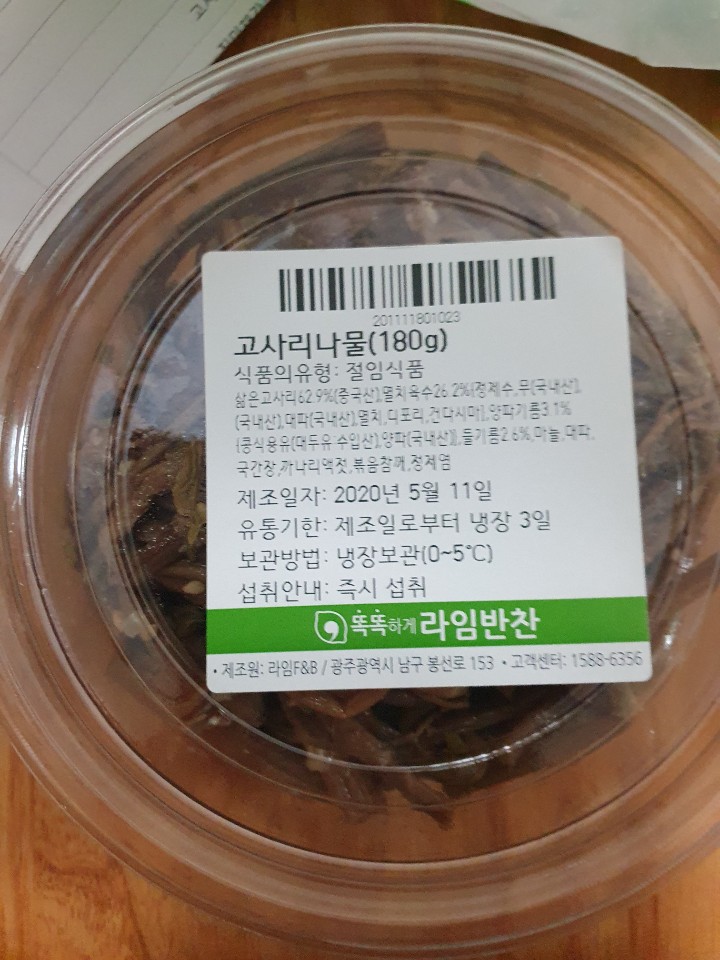 고사
201111801023
고사리나물(180g)
식품의유형: 절임식품
삶은고사리62.9%(중국산),멸치육수26.2%{정제수,무(국내산),
(국내산),대파(국내산),멸치,디포리,건다시마},양파기름3.1%
{콩식용유(대두유:수입산),양파(국내산)},들기름2.6%,마늘,대파,
국간장,까나리액젓,볶음참깨,정제염
제조일자: 2020년 5월 11일
유통기한: 제조일로부터 냉장 3일
보관방법: 냉장보관(0~5℃)
섭취안내: 즉시 섭취
똑똑하게 라임반찬
• 제조원: 라임F&B / 광주광역시 남구 봉선로 153 • 고객센터: 1588-6356